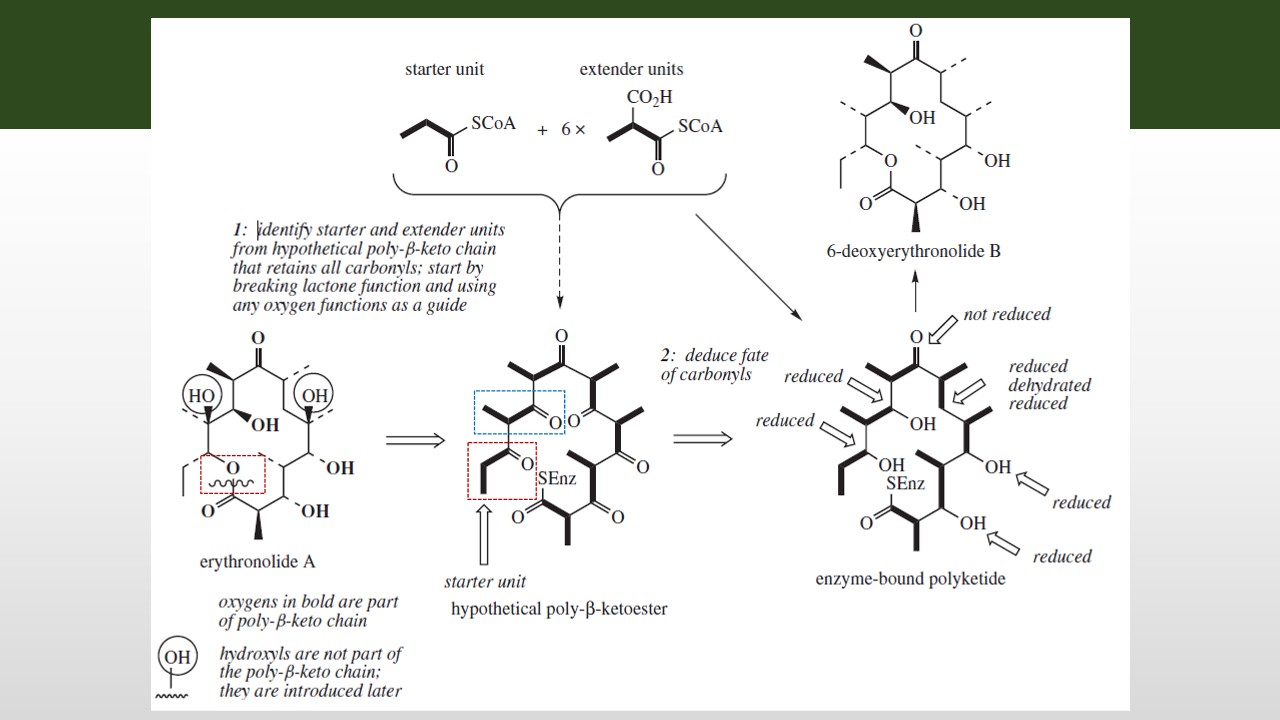 starter unit
extender units
CO₂H
SCoA
+ 6 ×
SCoA
O
O
O
OH
O
OH
O
OH
6-deoxyerythronolide B
1: identify starter and extender units
from hypothetical poly-β-keto chain
that retains all carbonyls; start by
breaking lactone function and using
any oxygen functions as a guide
O
HO
OH
OH
O
OH
O
OH
erythronolide A
oxygens in bold are part
of poly-β-keto chain
OH
hydroxyls are not part of
the poly-β-keto chain;
they are introduced later
O
O
O
O
O
SEnz
O
O
starter unit
hypothetical poly-β-ketoester
2: deduce fate
of carbonyls
not reduced
O
reduced
dehydrated
reduced
reduced
reduced
OH
OH
OH
SEnz
reduced
O
OH
reduced
enzyme-bound polyketide